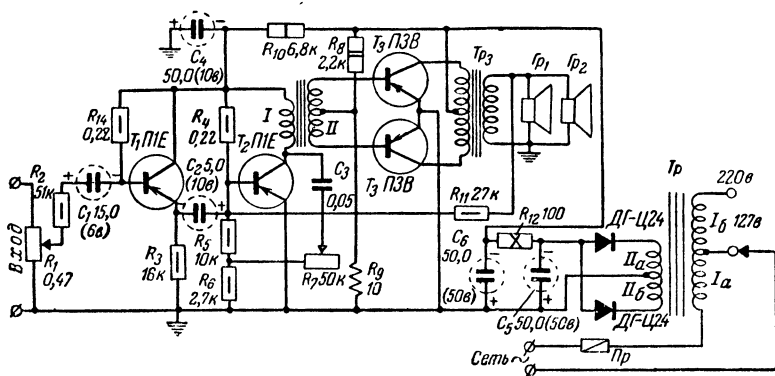 C4
50,0(10в)
R10 6,8к
R8
2,2к
T3 П3В
Тр3
Гр1
Гр2
R14
0,22
T1 П1Е
R4
0,22
T2 П1Е
I
II
T3 П3В
R2
51к
C1 15,0
(6в)
C2 5,0
(10в)
C3
0,05
R11 27к
Тр
220в
Вход
R1
0,47
R3
16к
R5
10к
R6
2,7к
R7 50к
R9
10
C6
50,0
(50в)
R12 100
ДГ-Ц24
C5 50,0(50в)
ДГ-Ц24
IIа
IIб
Iб
127в
Iа
Сеть ~
Пр